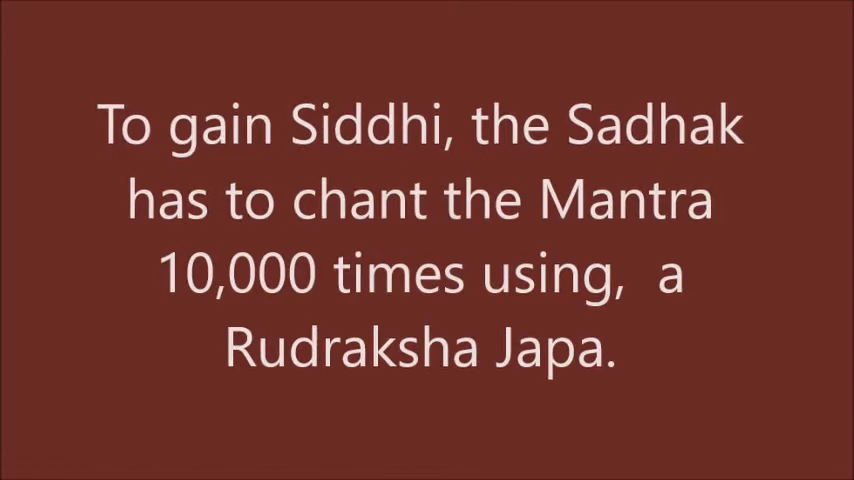 To gain Siddhi, the Sadhak
has to chant the Mantra
10,000 times using,  a
Rudraksha Japa.